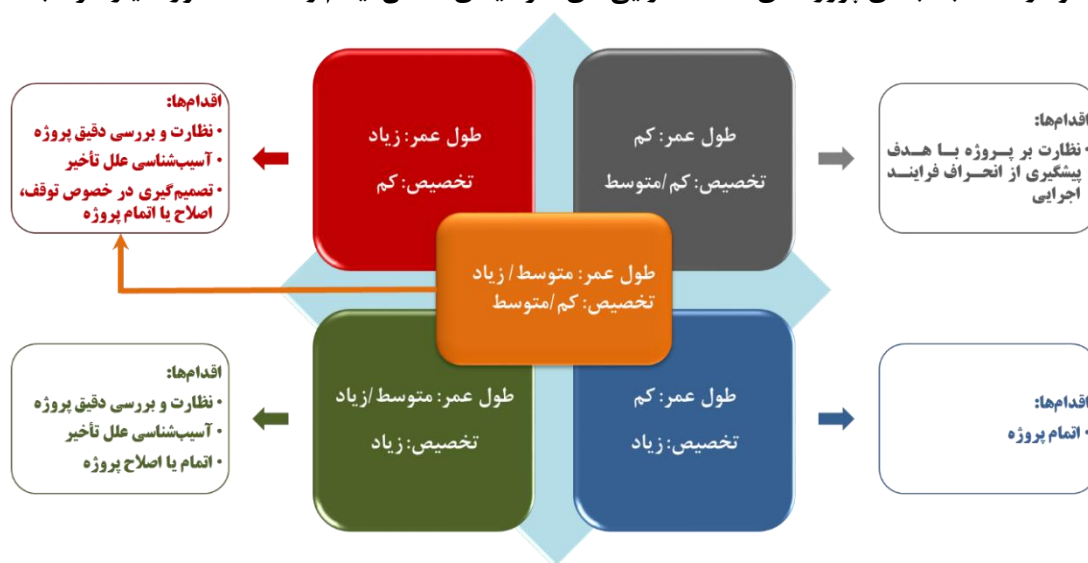 طول عمر: کم
تخصیص: کم/متوسط
اقدام‌ها:
• نظارت بر پروژه با هدف
پیشگیری از انحراف فرایند
اجرایی
طول عمر: زیاد
تخصیص: کم
اقدام‌ها:
• نظارت و بررسی دقیق پروژه
• آسیب‌شناسی علل تأخیر
• تصمیم‌گیری در خصوص توقف،
اصلاح یا اتمام پروژه
طول عمر: متوسط/ زیاد
تخصیص: کم/متوسط
طول عمر: کم
تخصیص: زیاد
اقدام‌ها:
• اتمام پروژه
طول عمر: متوسط/زیاد
تخصیص: زیاد
اقدام‌ها:
• نظارت و بررسی دقیق پروژه
• آسیب‌شناسی علل تأخیر
• اتمام یا اصلاح پروژه